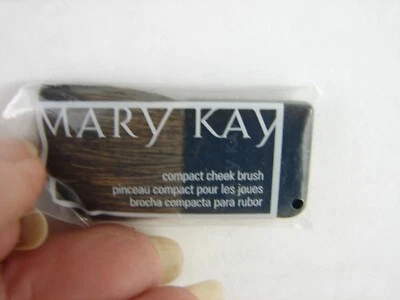 MARY KAY
compact cheek brush
pinceau compact pour les joues
brocha compacta para rubor